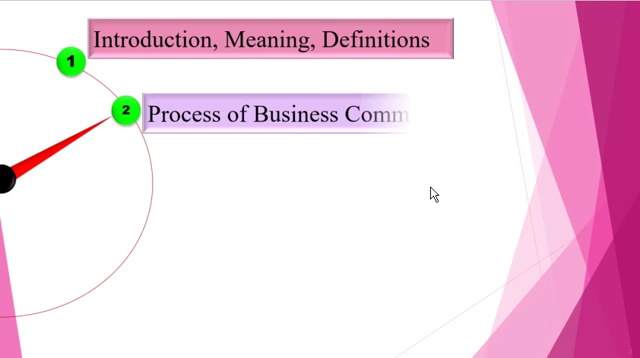 1
Introduction, Meaning, Definitions
2
Process of Business Comm